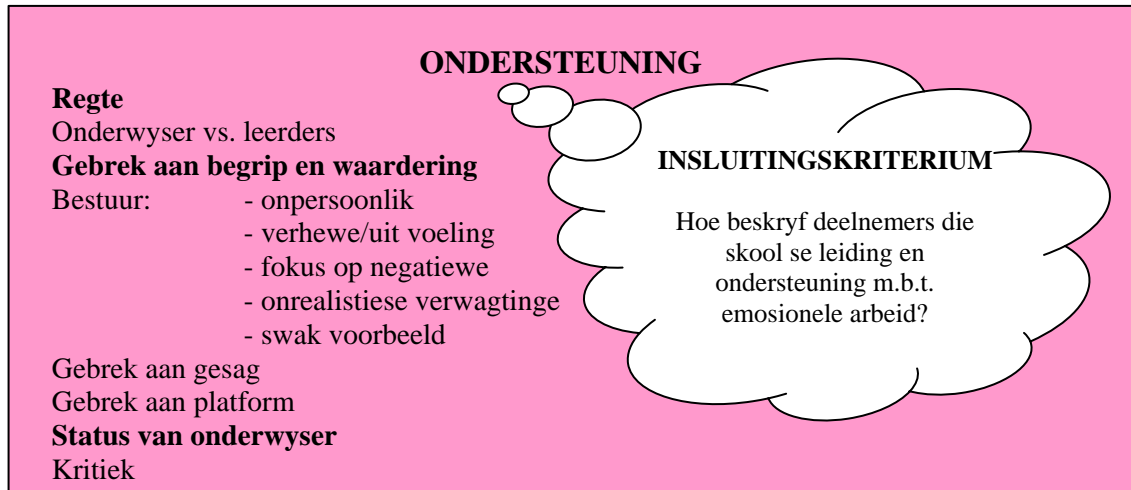 ONDERSTEUNING
Regte
Onderwyser vs. leerders
Gebrek aan begrip en waardering
Bestuur: - onpersoonlik
- verhewe/uit voeling
- fokus op negatiewe
- onrealistiese verwagtinge
- swak voorbeeld
Gebrek aan gesag
Gebrek aan platform
Status van onderwyser
Kritiek
INSLUITINGSKRITERIUM
Hoe beskryf deelnemers die
skool se leiding en
ondersteuning m.b.t.
emosionele arbeid?